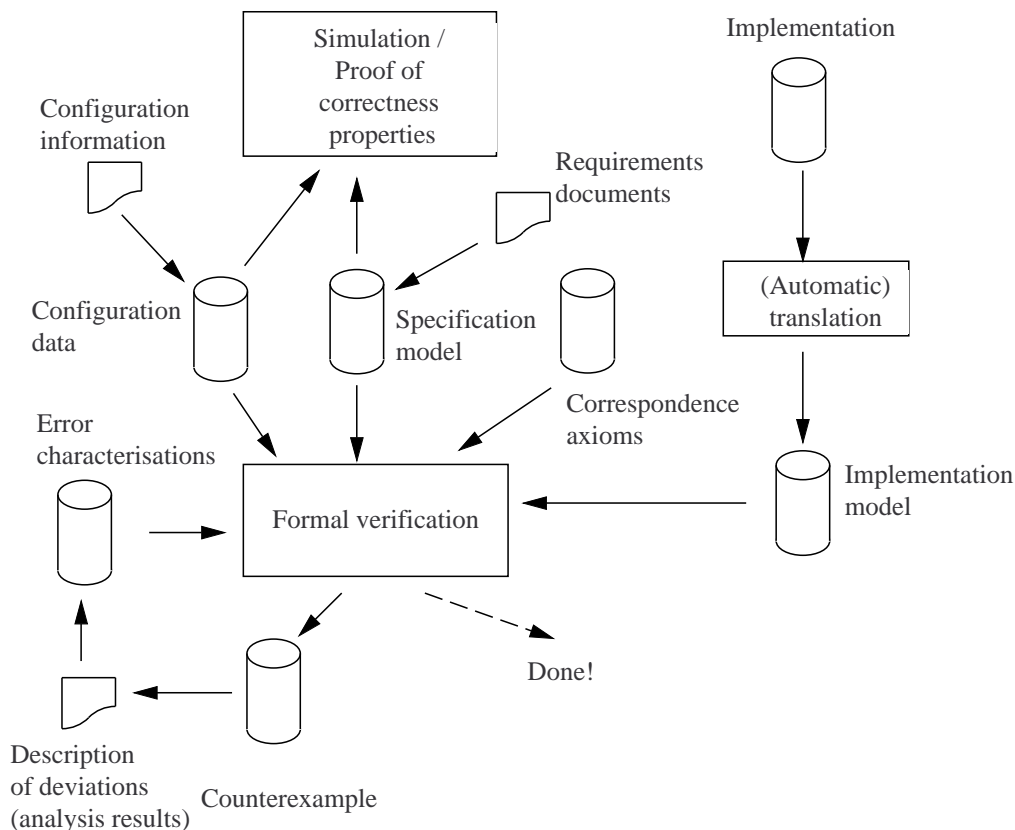 Simulation /
Proof of
correctness
properties
Implementation
Configuration
information
Requirements
documents
(Automatic)
translation
Configuration
data
Specification
model
Correspondence
axioms
Error
characterisations
Implementation
model
Formal verification
Done!
Description
of deviations
(analysis results)
Counterexample